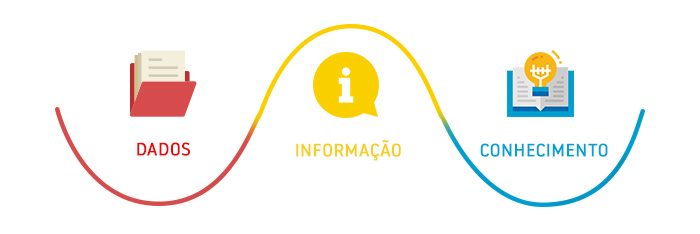 DADOS
INFORMAÇÃO
CONHECIMENTO